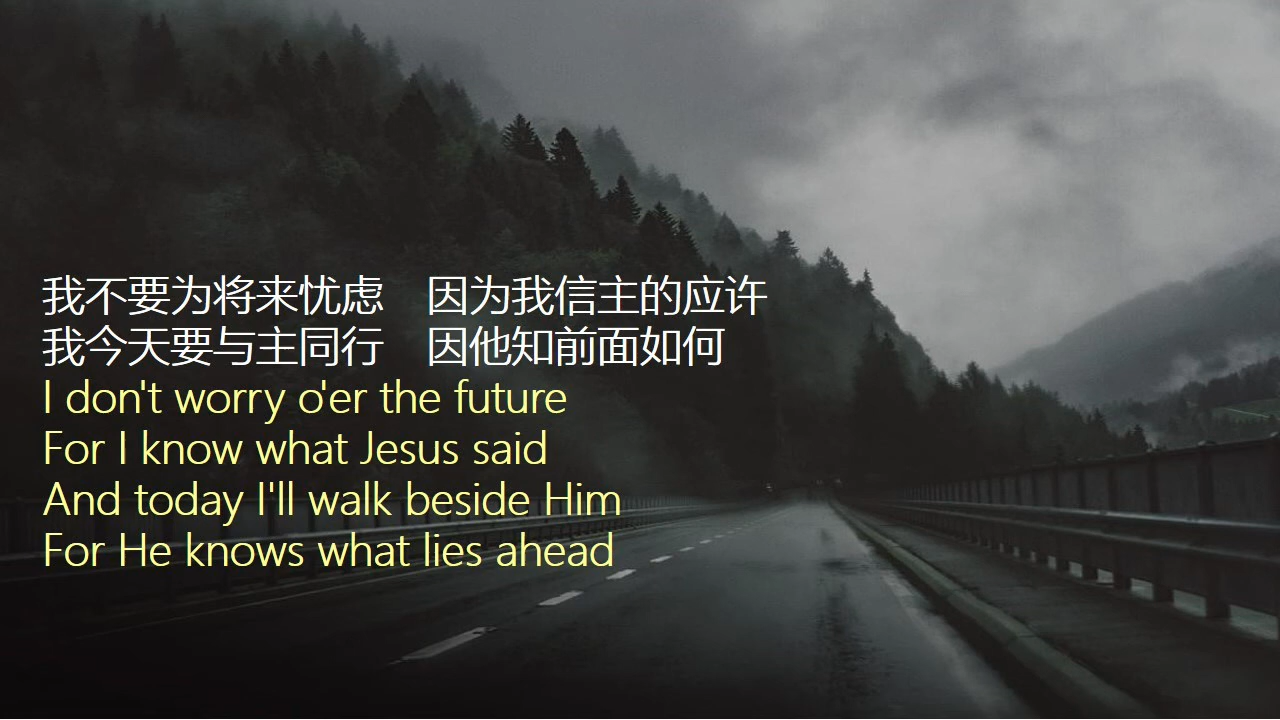 我不要为将来忧虑　因为我信主的应许
我今天要与主同行　因他知前面如何
I don't worry o'er the future
For I know what Jesus said
And today I'll walk beside Him
For He knows what lies ahead